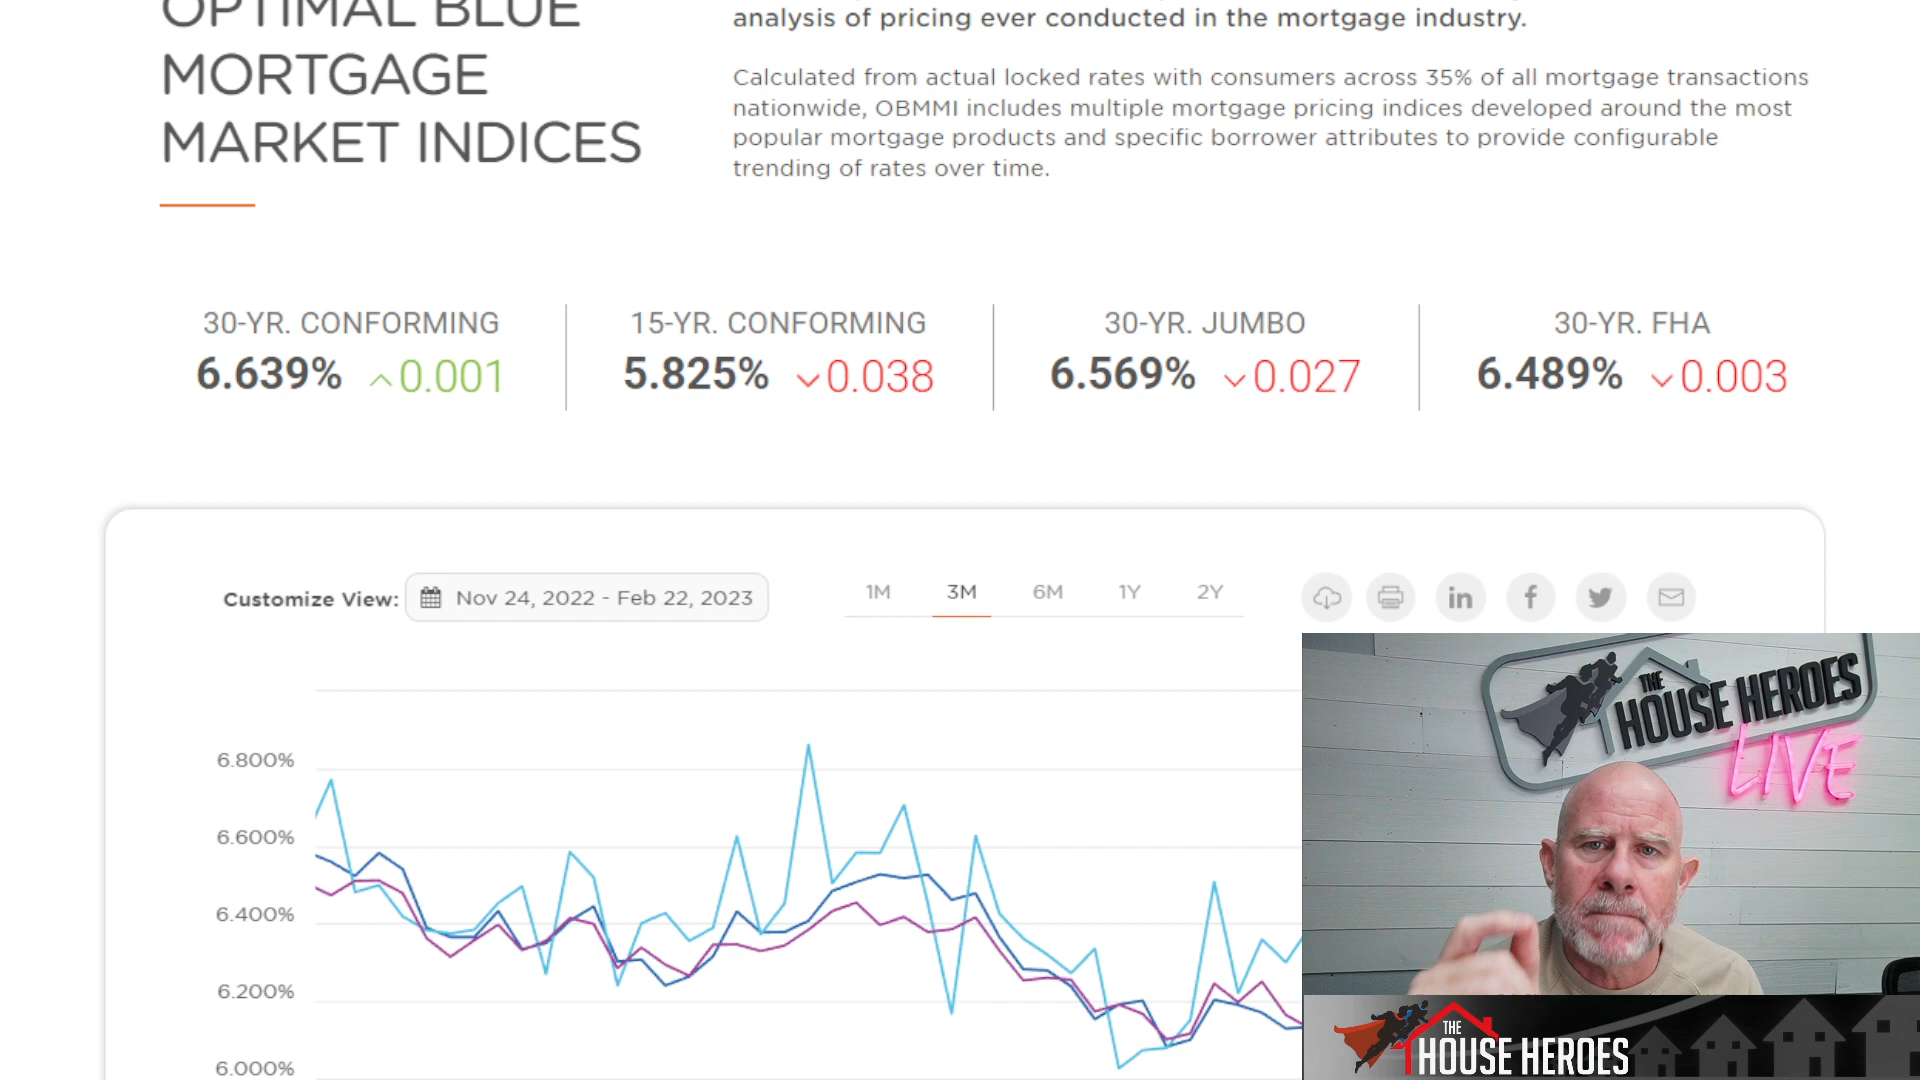 OPTIMAL BLUE
MORTGAGE
MARKET INDICES
analysis of pricing ever conducted in the mortgage industry.
Calculated from actual locked rates with consumers across 35% of all mortgage transactions
nationwide, OBMMI includes multiple mortgage pricing indices developed around the most
popular mortgage products and specific borrower attributes to provide configurable
trending of rates over time.
30-YR. CONFORMING
6.639% 0.001
15-YR. CONFORMING
5.825% 0.038
30-YR. JUMBO
6.569% 0.027
30-YR. FHA
6.489% 0.003
Customize View: Nov 24, 2022 - Feb 22, 2023
1M 3M 6M 1Y 2Y
in f
6.800%
6.600%
6.400%
6.200%
6.000%
THE
HOUSE HEROES
LIVE
THE
HOUSE HEROES